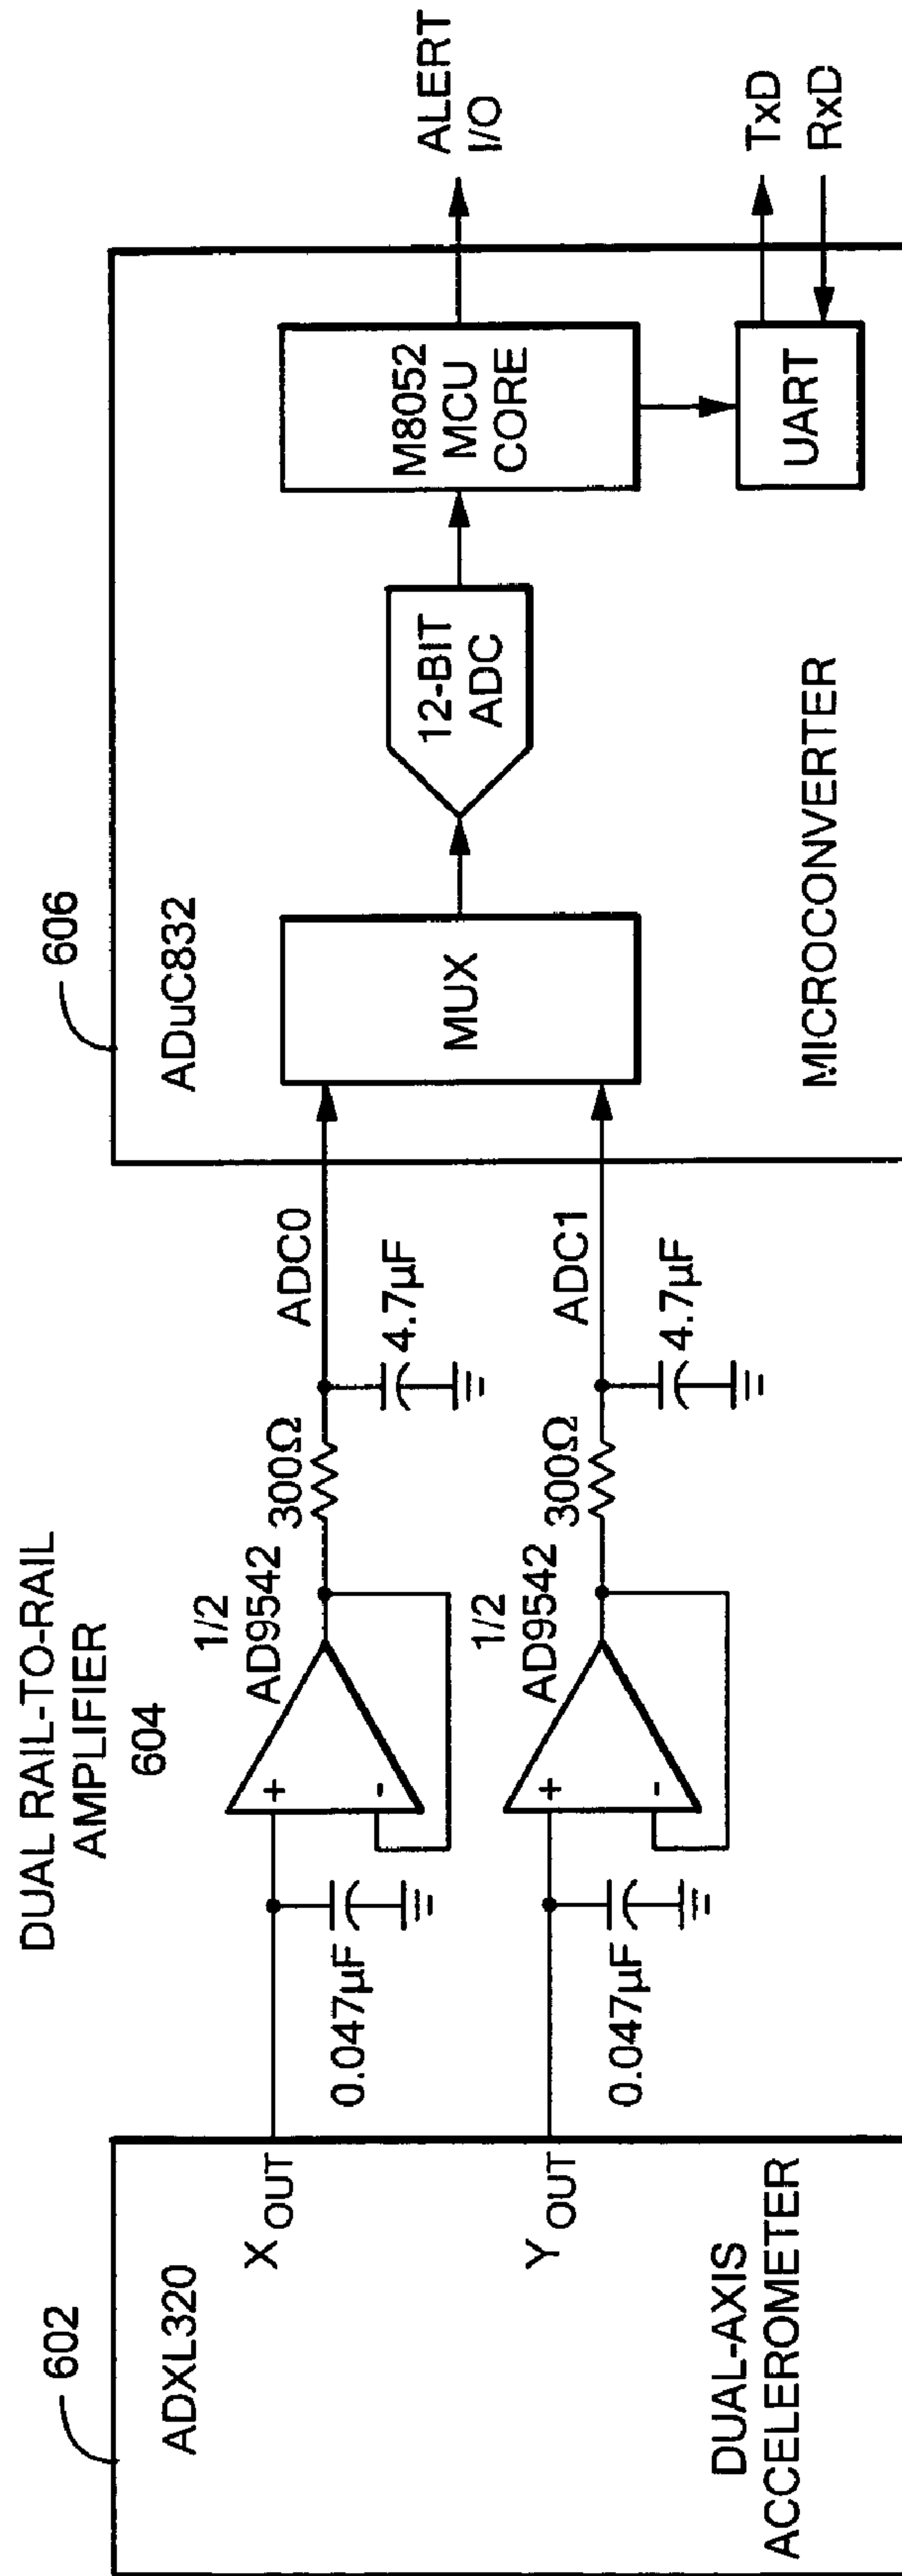 602
ADXL320
X OUT
Y OUT
DUAL-AXIS
ACCELEROMETER
DUAL RAIL-TO-RAIL
AMPLIFIER
604
0.047µF
+
-
1/2
AD9542
300Ω
4.7µF
ADC0
0.047µF
+
-
1/2
AD9542
300Ω
4.7µF
ADC1
606
ADuC832
MUX
12-BIT
ADC
M8052
MCU
CORE
UART
MICROCONVERTER
ALERT
I/O
TxD
RxD